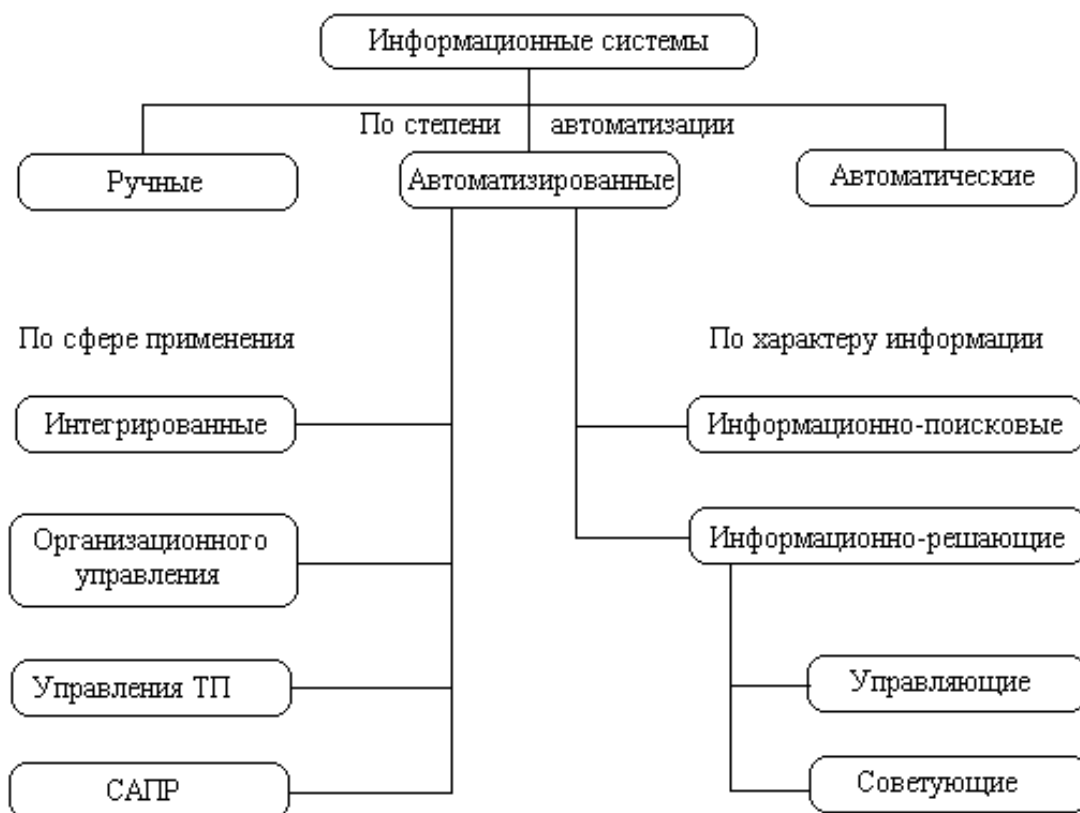 Информационные системы
По степени автоматизации
Ручные
Автоматизированные
Автоматические
По сфере применения
По характеру информации
Интегрированные
Информационно-поисковые
Организационного
управления
Информационно-решающие
Управления ТП
Управляющие
САПР
Советующие